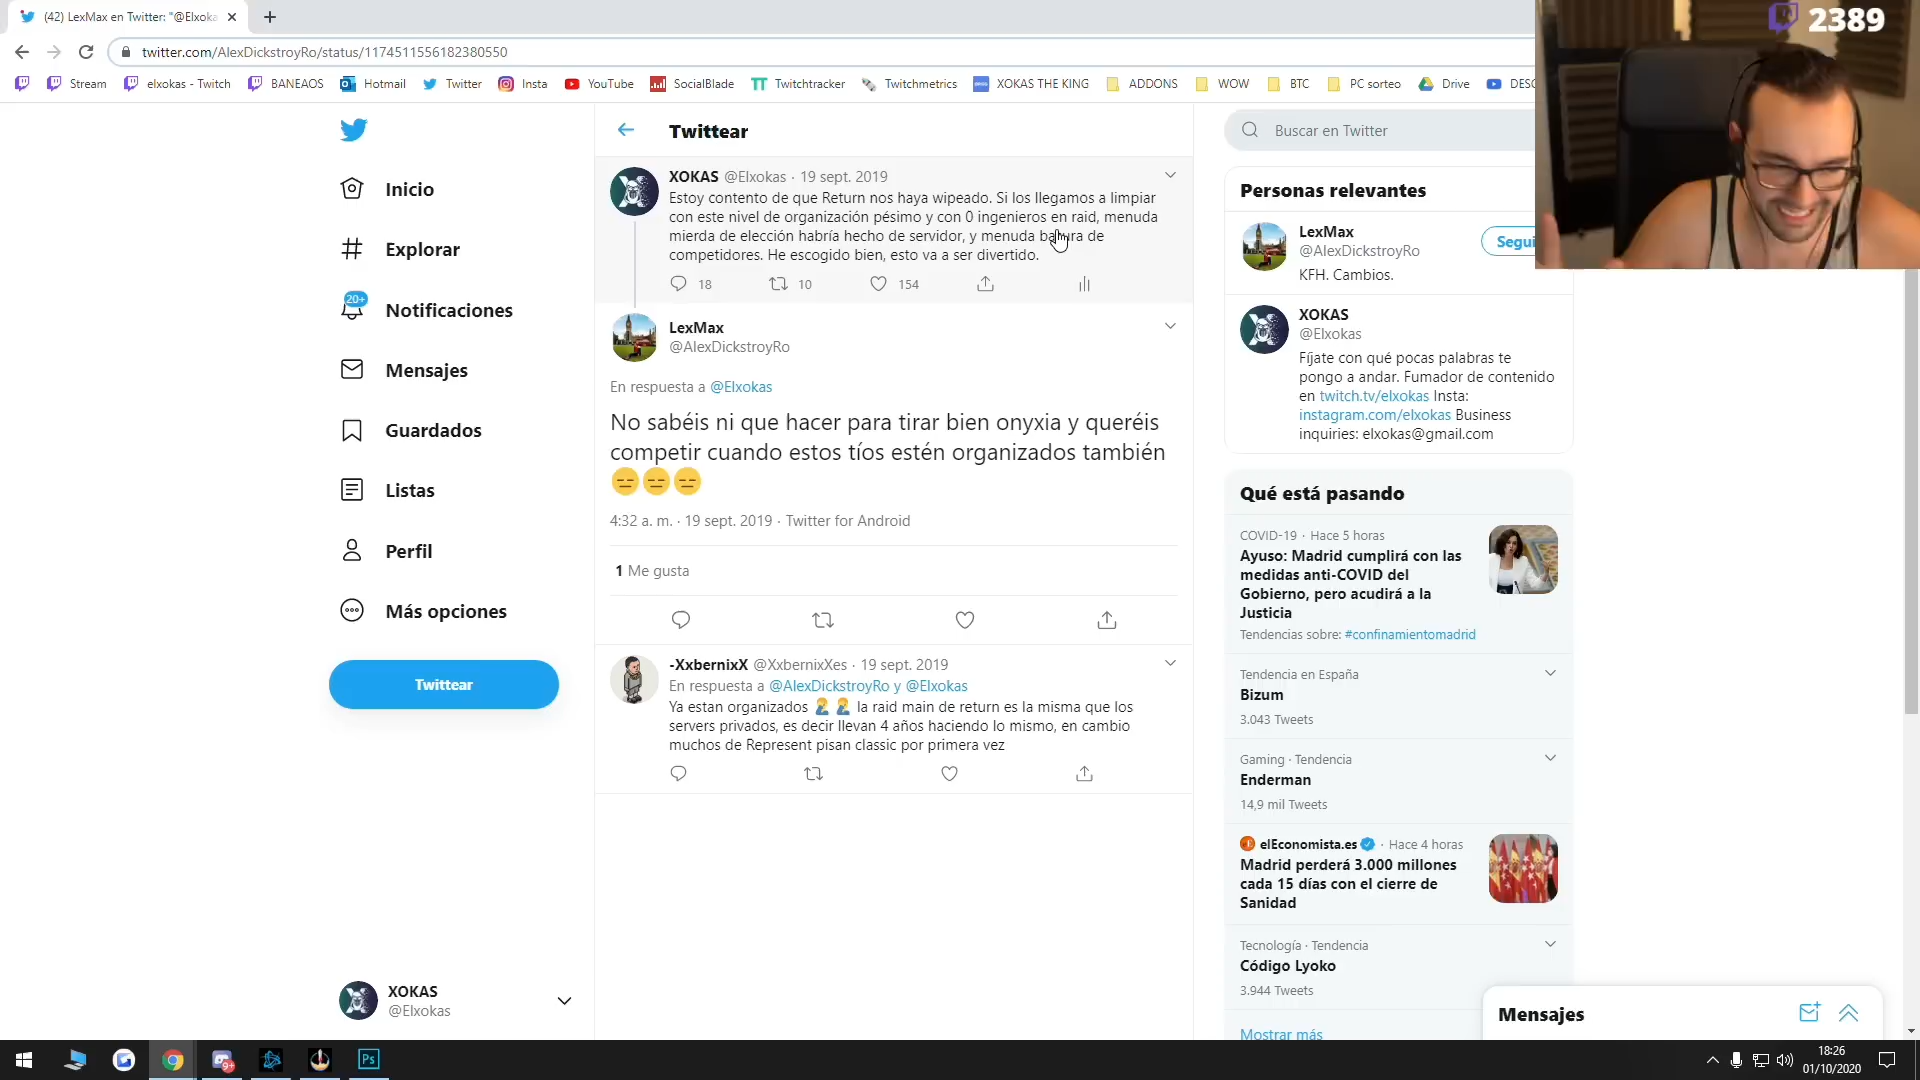 (42) LexMax en Twitter: "@Elxoka
twitter.com/AlexDickstroyRo/status/1174511556182380550
Stream
elxokas - Twitch
BANEAOS
Hotmail
Twitter
Insta
YouTube
SocialBlade
Twitchtracker
Twitchmetrics
XOKAS THE KING
ADDONS
WOW
BTC
PC sorteo
Drive
DESC
2389
Inicio
Explorar
20+
Notificaciones
Mensajes
Guardados
Listas
Perfil
Más opciones
Twittear
XOKAS
@Elxokas
Twittear
XOKAS @Elxokas · 19 sept. 2019
Estoy contento de que Return nos haya wipeado. Si los llegamos a limpiar
con este nivel de organización pésimo y con 0 ingenieros en raid, menuda
mierda de elección habría hecho de servidor, y menuda ra de
competidores. He escogido bien, esto va a ser divertido.
18
10
154
LexMax
@AlexDickstroyRo
En respuesta a @Elxokas
No sabéis ni que hacer para tirar bien onyxia y queréis
competir cuando estos tíos estén organizados también
😑😑😑
4:32 a. m. · 19 sept. 2019 · Twitter for Android
1 Me gusta
-XxbernixX @XxbernixXes · 19 sept. 2019
En respuesta a @AlexDickstroyRo y @Elxokas
Ya estan organizados 🤦‍♂️ 🤦‍♂️ la raid main de return es la misma que los
servers privados, es decir llevan 4 años haciendo lo mismo, en cambio
muchos de Represent pisan classic por primera vez
Buscar en Twitter
Personas relevantes
LexMax
@AlexDickstroyRo
Segui
KFH. Cambios.
XOKAS
@Elxokas
Fíjate con qué pocas palabras te
pongo a andar. Fumador de contenido
en twitch.tv/elxokas Insta:
instagram.com/elxokas Business
inquiries: elxokas@gmail.com
Qué está pasando
COVID-19 · Hace 5 horas
Ayuso: Madrid cumplirá con las
medidas anti-COVID del
Gobierno, pero acudirá a la
Justicia
Tendencias sobre: #confinamientomadrid
Tendencia en España
Bizum
3.043 Tweets
Gaming · Tendencia
Enderman
14,9 mil Tweets
elEconomista.es · Hace 4 horas
Madrid perderá 3.000 millones
cada 15 días con el cierre de
Sanidad
Tecnología · Tendencia
Código Lyoko
3.944 Tweets
Mostrar más
Mensajes
9+
Ps
18:26
01/10/2020